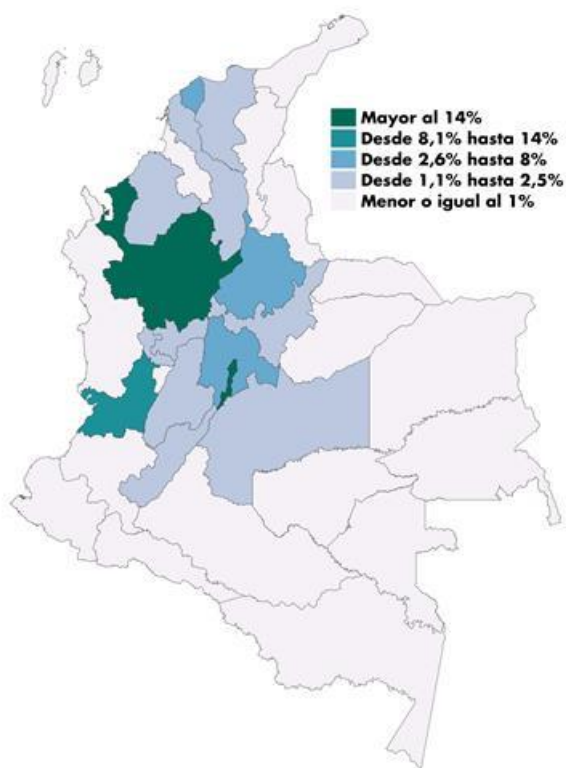 Mayor al 14%
Desde 8,1% hasta 14%
Desde 2,6% hasta 8%
Desde 1,1% hasta 2,5%
Menor o igual al 1%